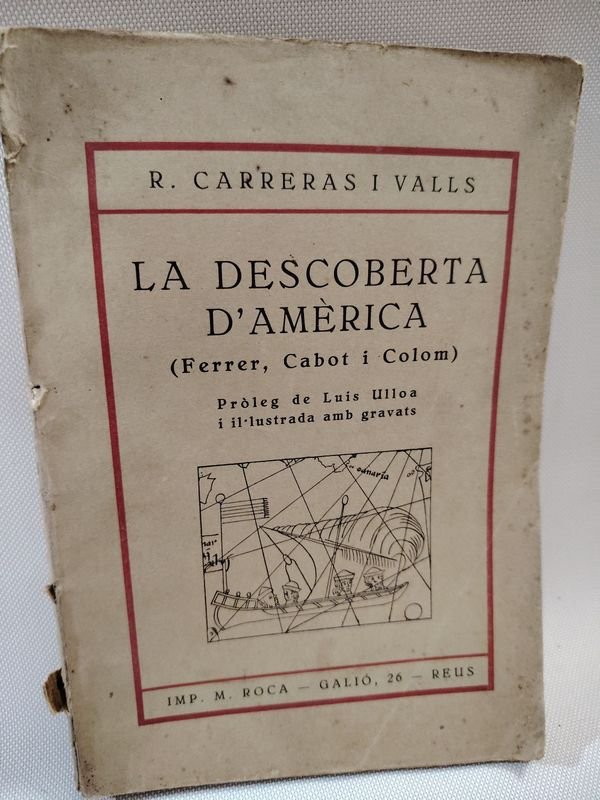 R. CARRERAS I VALLS
LA DESCOBERTA
D'AMÈRICA
(Ferrer, Cabot i Colom)
Pròleg de Luis Ulloa
i il·lustrada amb gravats
canaria
IMP. M. ROCA — GALIÓ, 26 — REUS